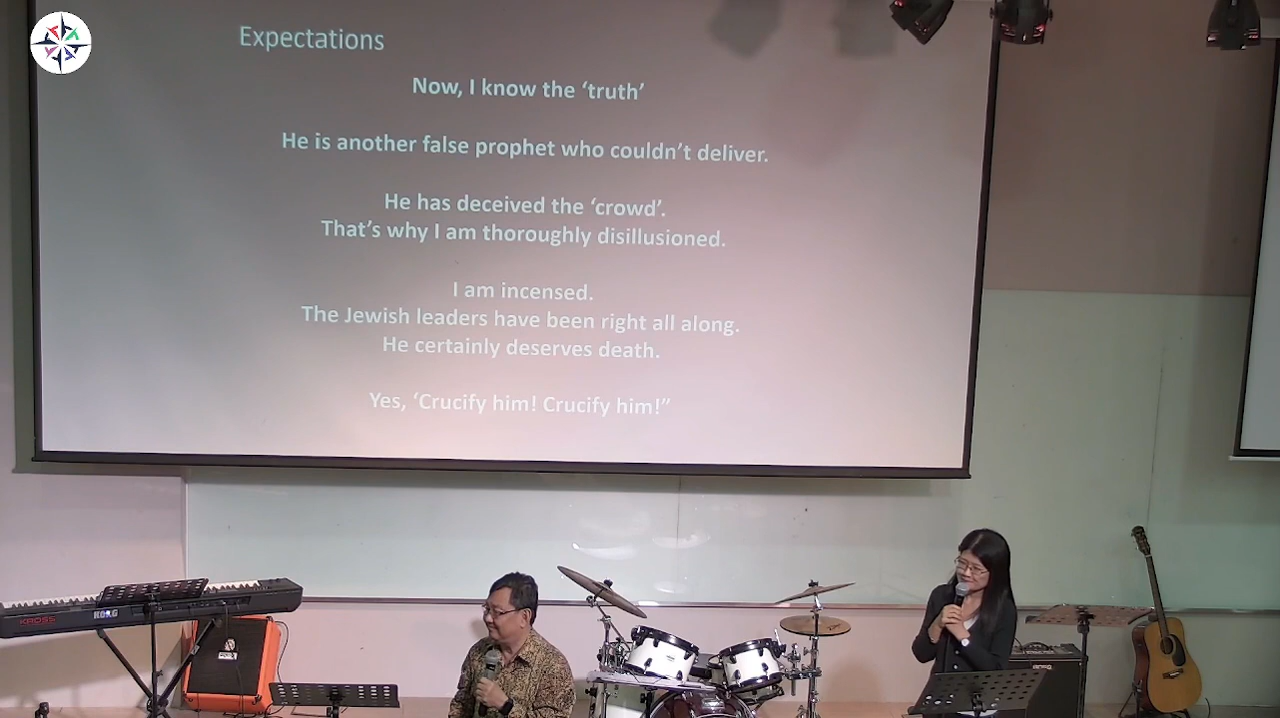 Expectations
Now, I know the ‘truth’
He is another false prophet who couldn’t deliver.
He has deceived the ‘crowd’.
That’s why I am thoroughly disillusioned.
I am incensed.
The Jewish leaders have been right all along.
He certainly deserves death.
Yes, ‘Crucify him! Crucify him!”
KORG
KROSS